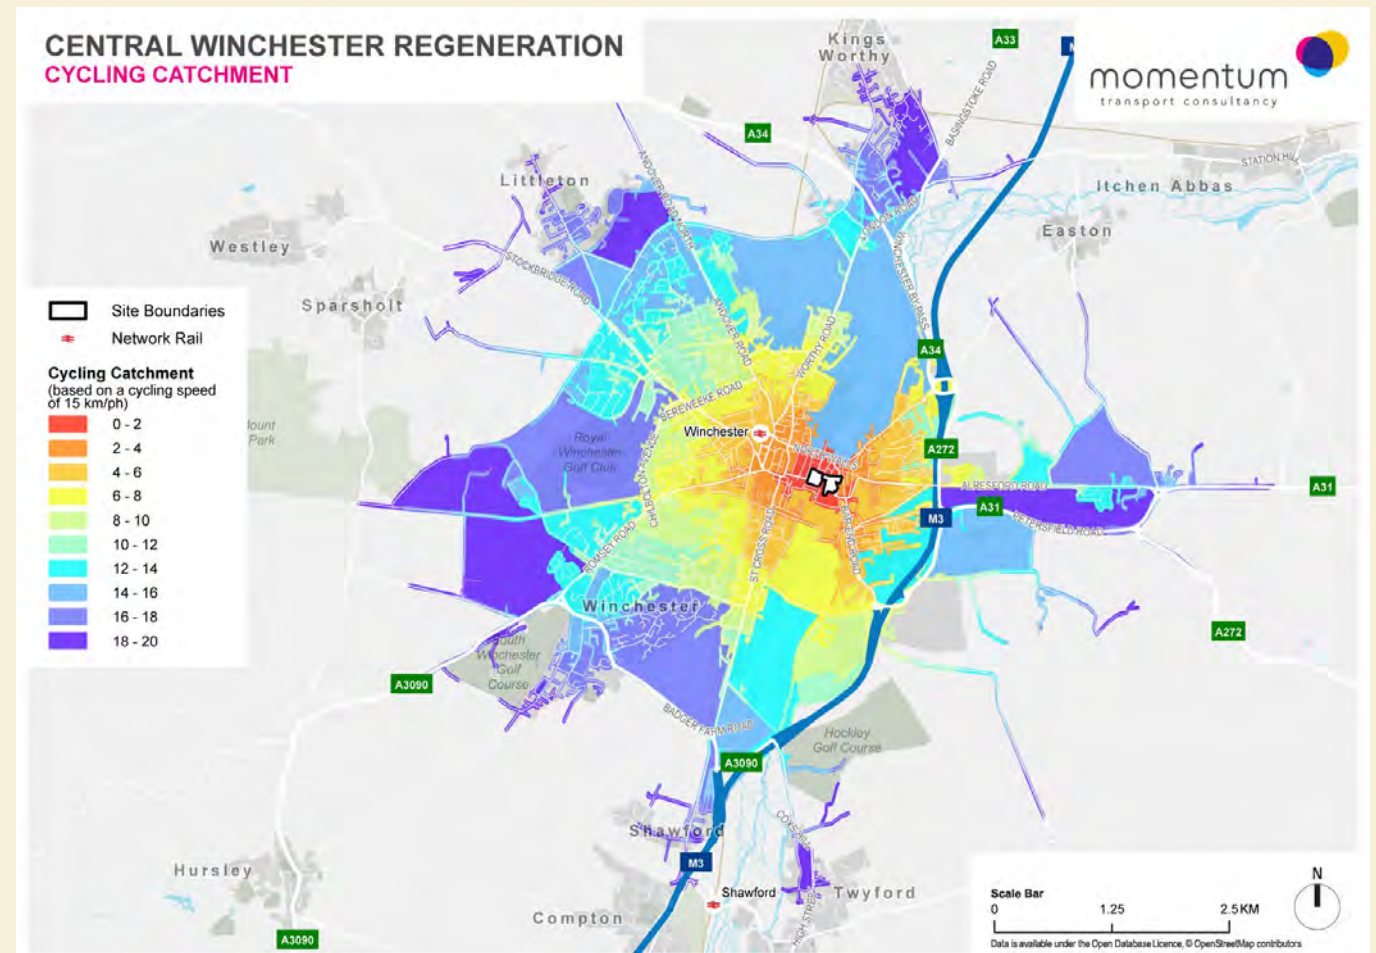 CENTRAL WINCHESTER REGENERATION
CYCLING CATCHMENT
momentum
transport consultancy
Kings
Worthy
A33
M
A34
BASINGSTOKE ROAD
STATION HILL
Itchen Abbas
Littleton
ANDOVER ROAD NORTH
LONDON ROAD
Easton
Westley
STOCKBRIDGE ROAD
WINCHESTER BYPASS
Sparsholt
Site Boundaries
Network Rail
Cycling Catchment
(based on a cycling speed
of 15 km/ph)
0 - 2
2 - 4
4 - 6
6 - 8
8 - 10
10 - 12
12 - 14
14 - 16
16 - 18
18 - 20
ANDOVER ROAD
WORTHY ROAD
A34
BEREWEEKE ROAD
Park
Winchester
Royal
Winchester
Golf Club
CHILBOLTON AVENUE
A272
ALRESFORD ROAD
A31
A31
M3
PETERSFIELD ROAD
ROMSEY ROAD
ST CROSS ROAD
BAR END ROAD
Winchester
A272
South
Winchester
Golf
Course
A3090
BADGER FARM ROAD
Hockley
Golf Course
A3090
Shawford
M3
Hursley
Shawford
Twyford
HIGH STREET
Compton
A3090
Scale Bar
0 1.25 2.5KM
N
Data is available under the Open Database Licence, © OpenStreetMap contributors